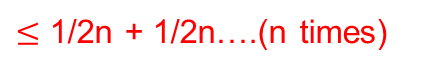 ≤ 1/2n + 1/2n....(n times)